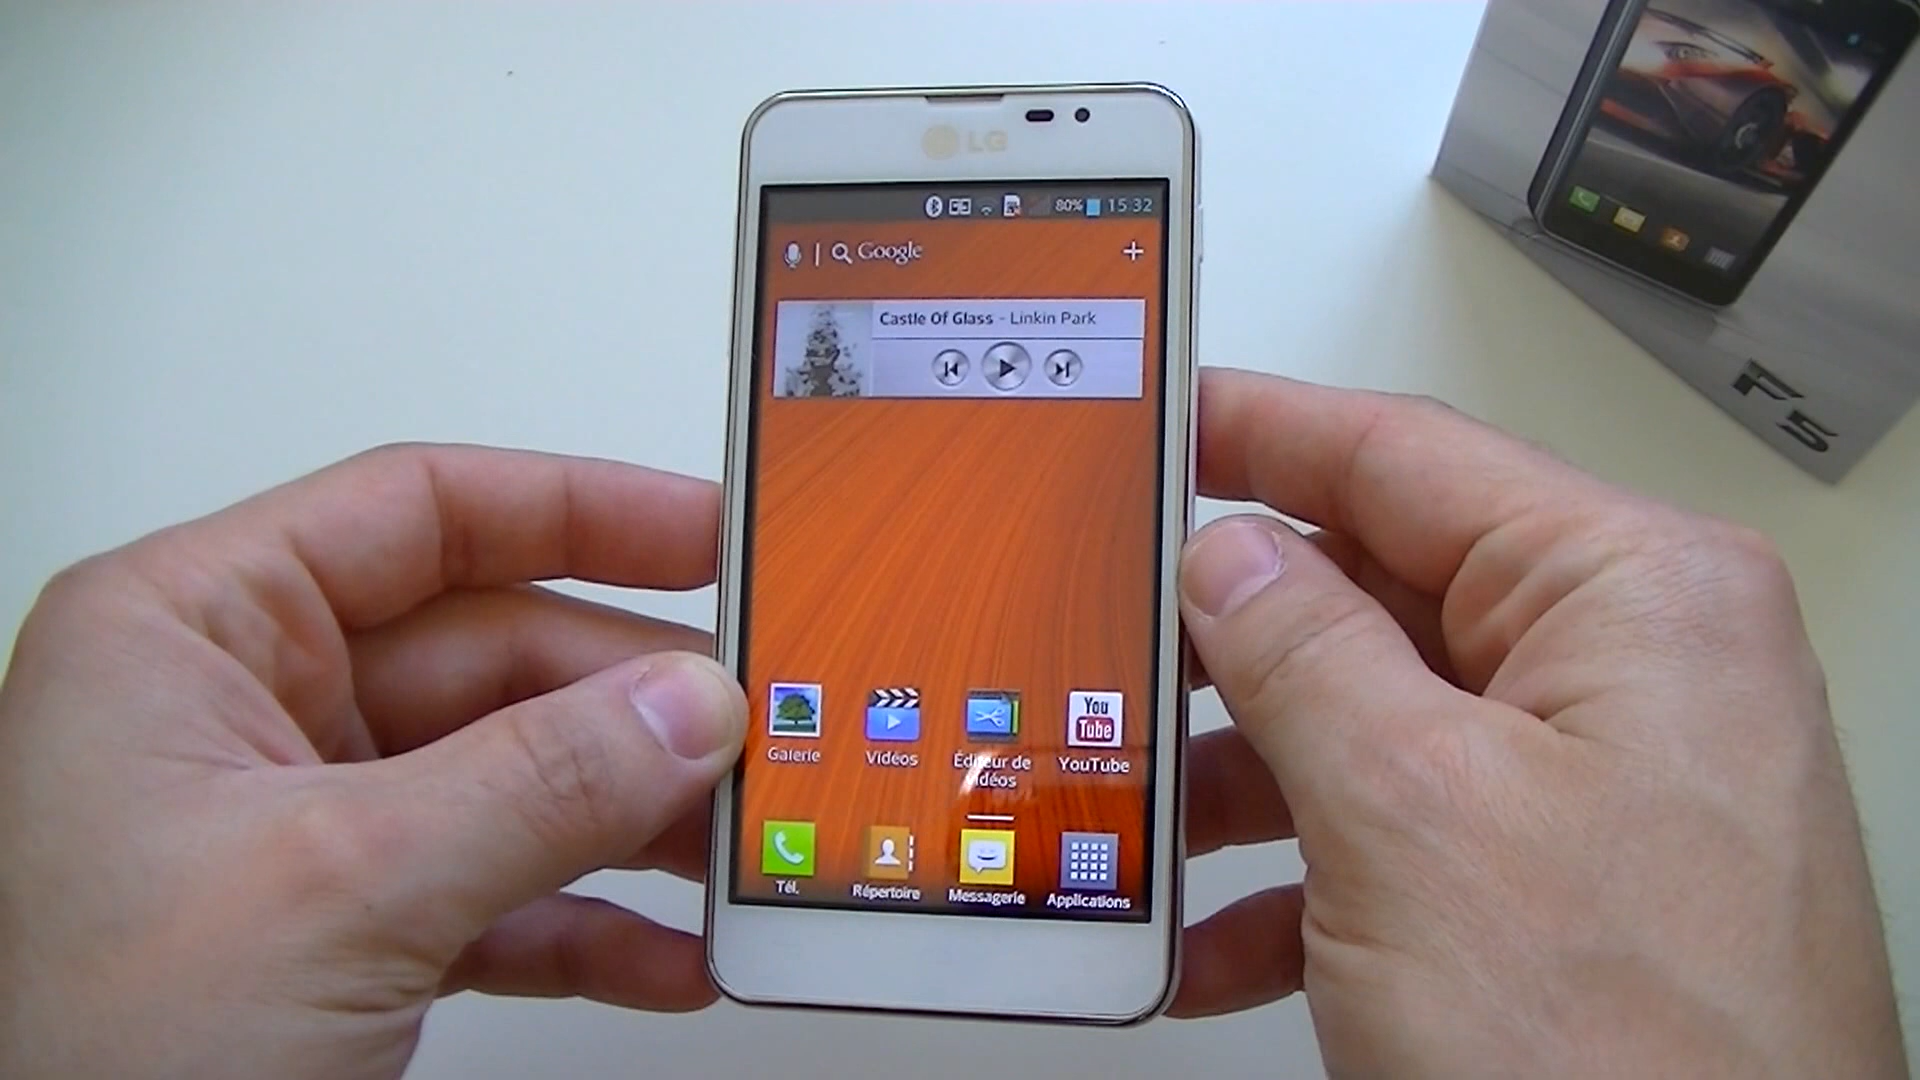 LG
80% 15 32
Google +
Castle Of Glass - Linkin Park
Galerie
Vidéos
Éditeur de
vidéos
You
Tube
YouTube
Tél.
Répertoire
Messagerie
Applications
F5